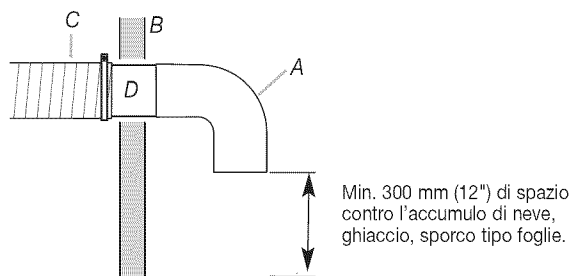 C
B
A
D
Min. 300 mm (12") di spazio
contro l'accumulo di neve,
ghiaccio, sporco tipo foglie.